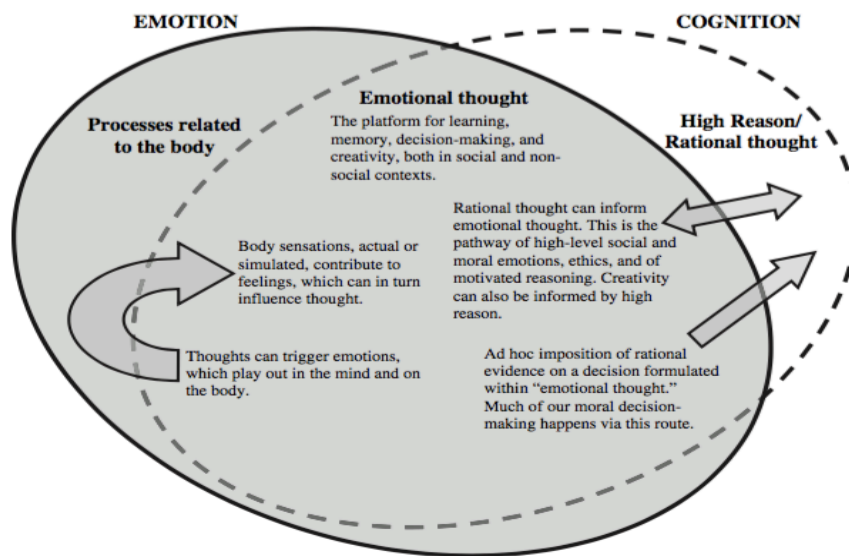 EMOTION
COGNITION
Emotional thought
The platform for learning,
memory, decision-making, and
creativity, both in social and non-
social contexts.
Processes related
to the body
High Reason/
Rational thought
Rational thought can inform
emotional thought. This is the
pathway of high-level social and
moral emotions, ethics, and of
motivated reasoning. Creativity
can also be informed by high
reason.
Body sensations, actual or
simulated, contribute to
feelings, which can in turn
influence thought.
Thoughts can trigger emotions,
which play out in the mind and on
the body.
Ad hoc imposition of rational
evidence on a decision formulated
within “emotional thought.”
Much of our moral decision-
making happens via this route.